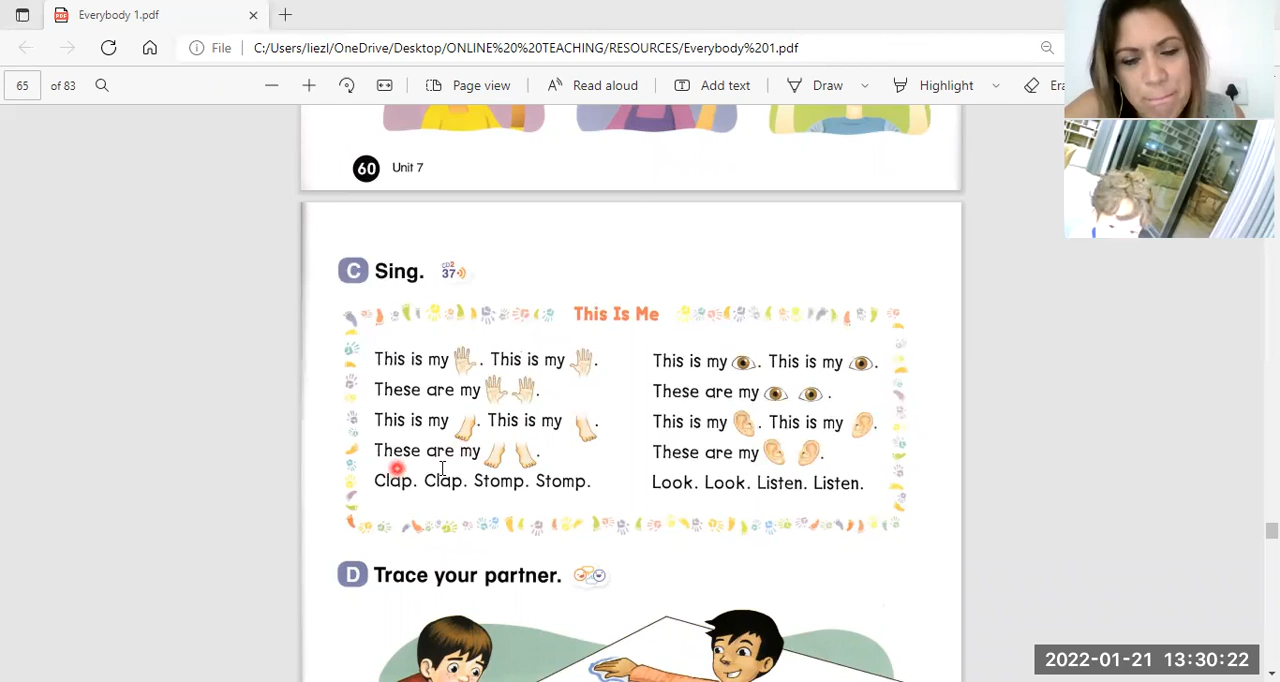 Everybody 1.pdf
File C:/Users/liezl/OneDrive/Desktop/ONLINE%20%20TEACHING/RESOURCES/Everybody%201.pdf
65 of 83 Page view Read aloud Add text Draw Highlight Era
60 Unit 7
C Sing. CD2 37
This Is Me
This is my . This is my .
These are my .
This is my . This is my .
These are my .
Clap. Clap. Stomp. Stomp.
This is my . This is my .
These are my .
This is my . This is my .
These are my .
Look. Look. Listen. Listen.
D Trace your partner.
2022-01-21 13:30:22